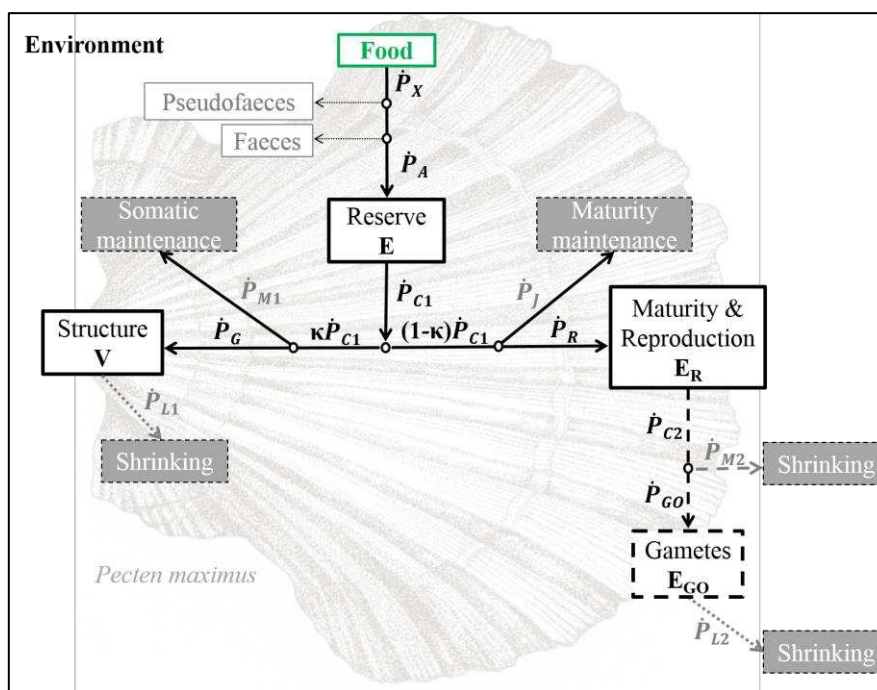 Environment
Food
Ṗ_X
Pseudofaeces
Faeces
Ṗ_A
Somatic
maintenance
Reserve
E
Maturity
maintenance
Ṗ_M1
Ṗ_C1
Ṗ_J
Structure
V
Ṗ_G
κṖ_C1
(1-κ)Ṗ_C1
Ṗ_R
Maturity &
Reproduction
E_R
Ṗ_L1
Shrinking
Ṗ_C2
Ṗ_M2
Shrinking
Ṗ_GO
Gametes
E_GO
Pecten maximus
Ṗ_L2
Shrinking